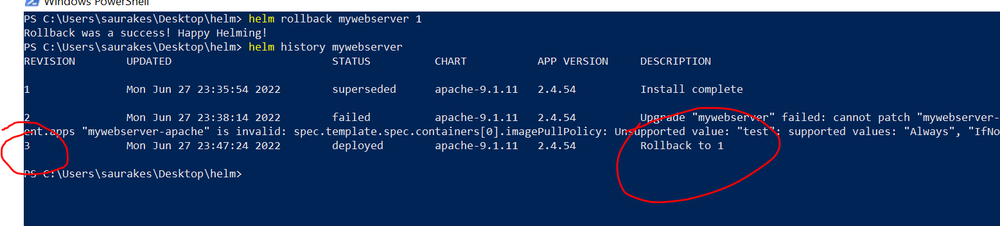 Windows PowerShell
PS C:\Users\saurakes\Desktop\helm> helm rollback mywebserver 1
Rollback was a success! Happy Helming!
PS C:\Users\saurakes\Desktop\helm> helm history mywebserver
REVISION UPDATED STATUS CHART APP VERSION DESCRIPTION
1 Mon Jun 27 23:35:54 2022 superseded apache-9.1.11 2.4.54 Install complete
2 Mon Jun 27 23:38:14 2022 failed apache-9.1.11 2.4.54 Upgrade "mywebserver" failed: cannot patch "mywebserver-
ent.apps "mywebserver-apache" is invalid: spec.template.spec.containers[0].imagePullPolicy: Unsupported value: "test": supported values: "Always", "IfNo
3 Mon Jun 27 23:47:24 2022 deployed apache-9.1.11 2.4.54 Rollback to 1
PS C:\Users\saurakes\Desktop\helm>